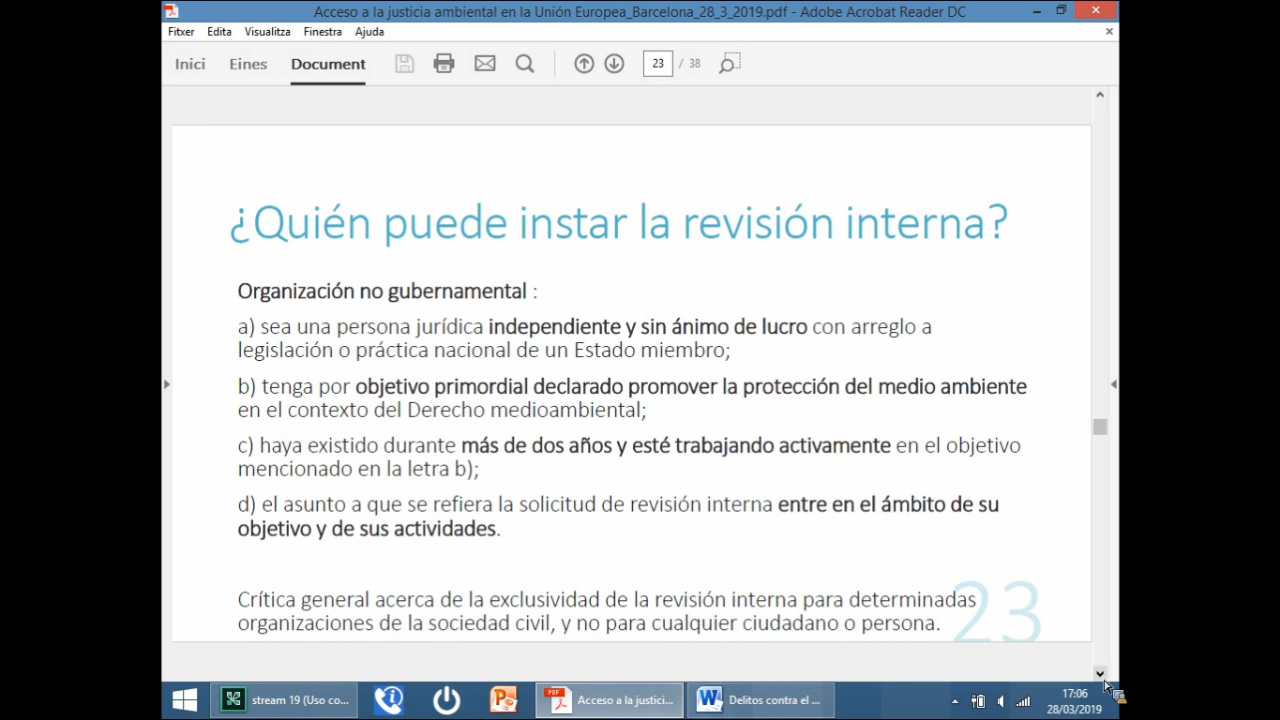 Acceso a la justicia ambiental en la Unión Europea_Barcelona_28_3_2019.pdf - Adobe Acrobat Reader DC
Fitxer Edita Visualitza Finestra Ajuda
Inici Eines Document 23 / 38
¿Quién puede instar la revisión interna?
Organización no gubernamental :
a) sea una persona jurídica independiente y sin ánimo de lucro con arreglo a
legislación o práctica nacional de un Estado miembro;
b) tenga por objetivo primordial declarado promover la protección del medio ambiente
en el contexto del Derecho medioambiental;
c) haya existido durante más de dos años y esté trabajando activamente en el objetivo
mencionado en la letra b);
d) el asunto a que se refiera la solicitud de revisión interna entre en el ámbito de su
objetivo y de sus actividades.
Crítica general acerca de la exclusividad de la revisión interna para determinadas
organizaciones de la sociedad civil, y no para cualquier ciudadano o persona.
23
stream 19 (Uso co... Acceso a la justici... Delitos contra el ...
17:06
28/03/2019